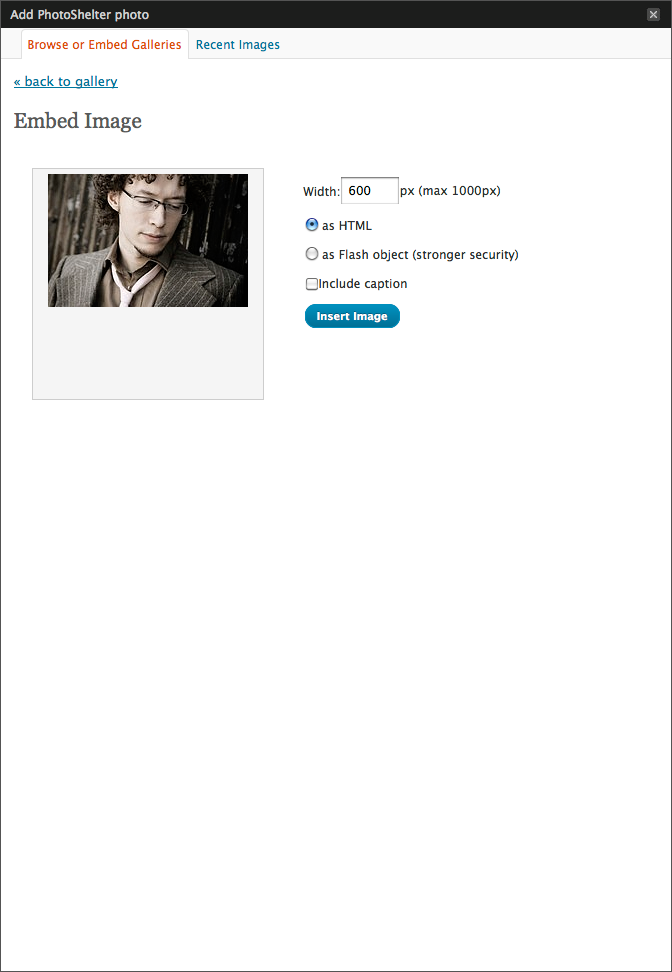 Add PhotoShelter photo
Browse or Embed Galleries Recent Images
« back to gallery
Embed Image
Width: 600 px (max 1000px)
as HTML
as Flash object (stronger security)
Include caption
Insert Image